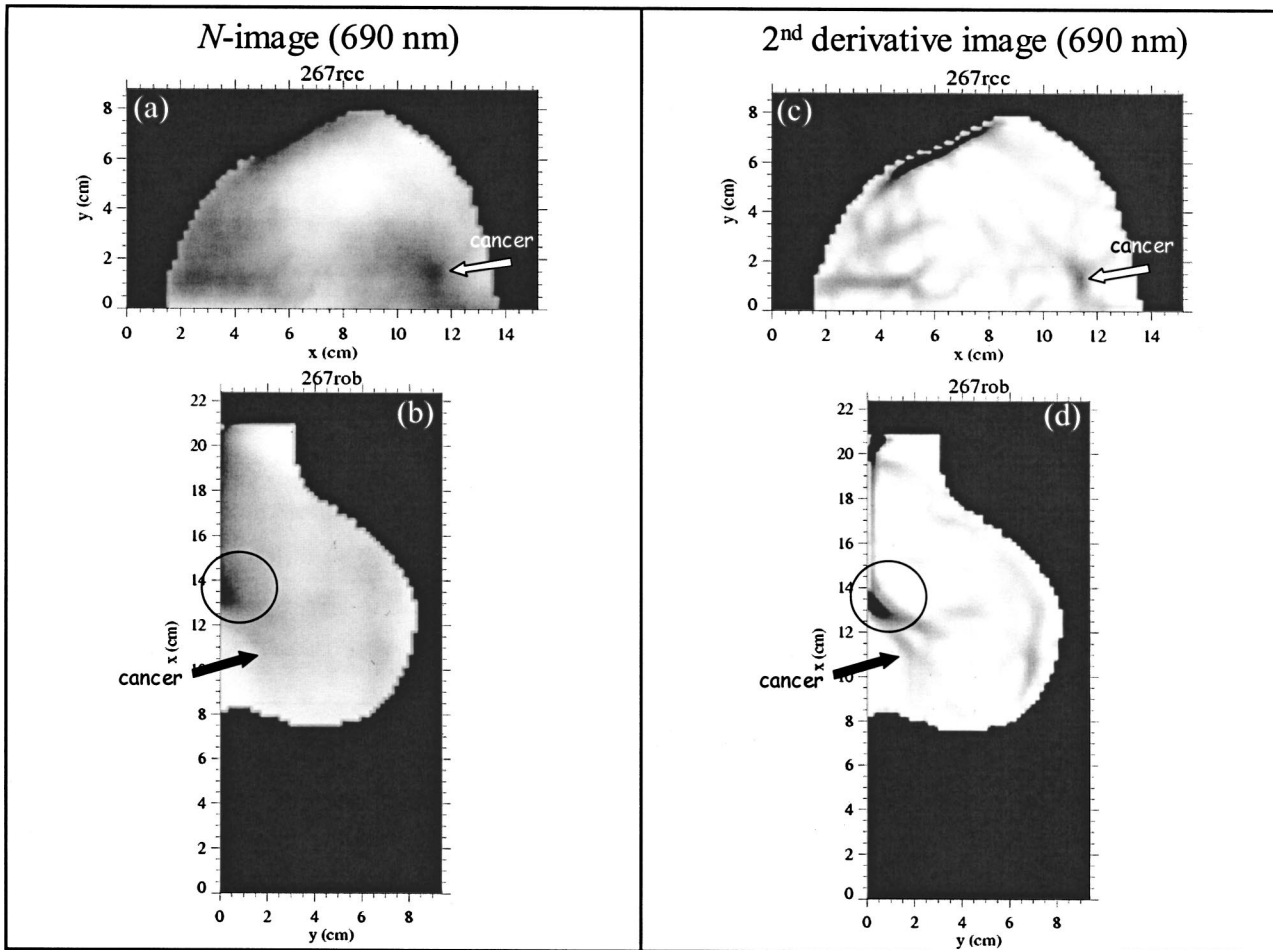 N-image (690 nm)
267rcc
(a)
8
6
4
2
0
y (cm)
cancer
0 2 4 6 8 10 12 14
x (cm)
267rob
(b)
22
20
18
16
14
12
10
8
6
4
2
0
x (cm)
cancer
0 2 4 6 8
y (cm)
2nd derivative image (690 nm)
267rcc
(c)
8
6
4
2
0
y (cm)
cancer
0 2 4 6 8 10 12 14
x (cm)
267rob
(d)
22
20
18
16
14
12
10
8
6
4
2
0
x (cm)
cancer
0 2 4 6 8
y (cm)